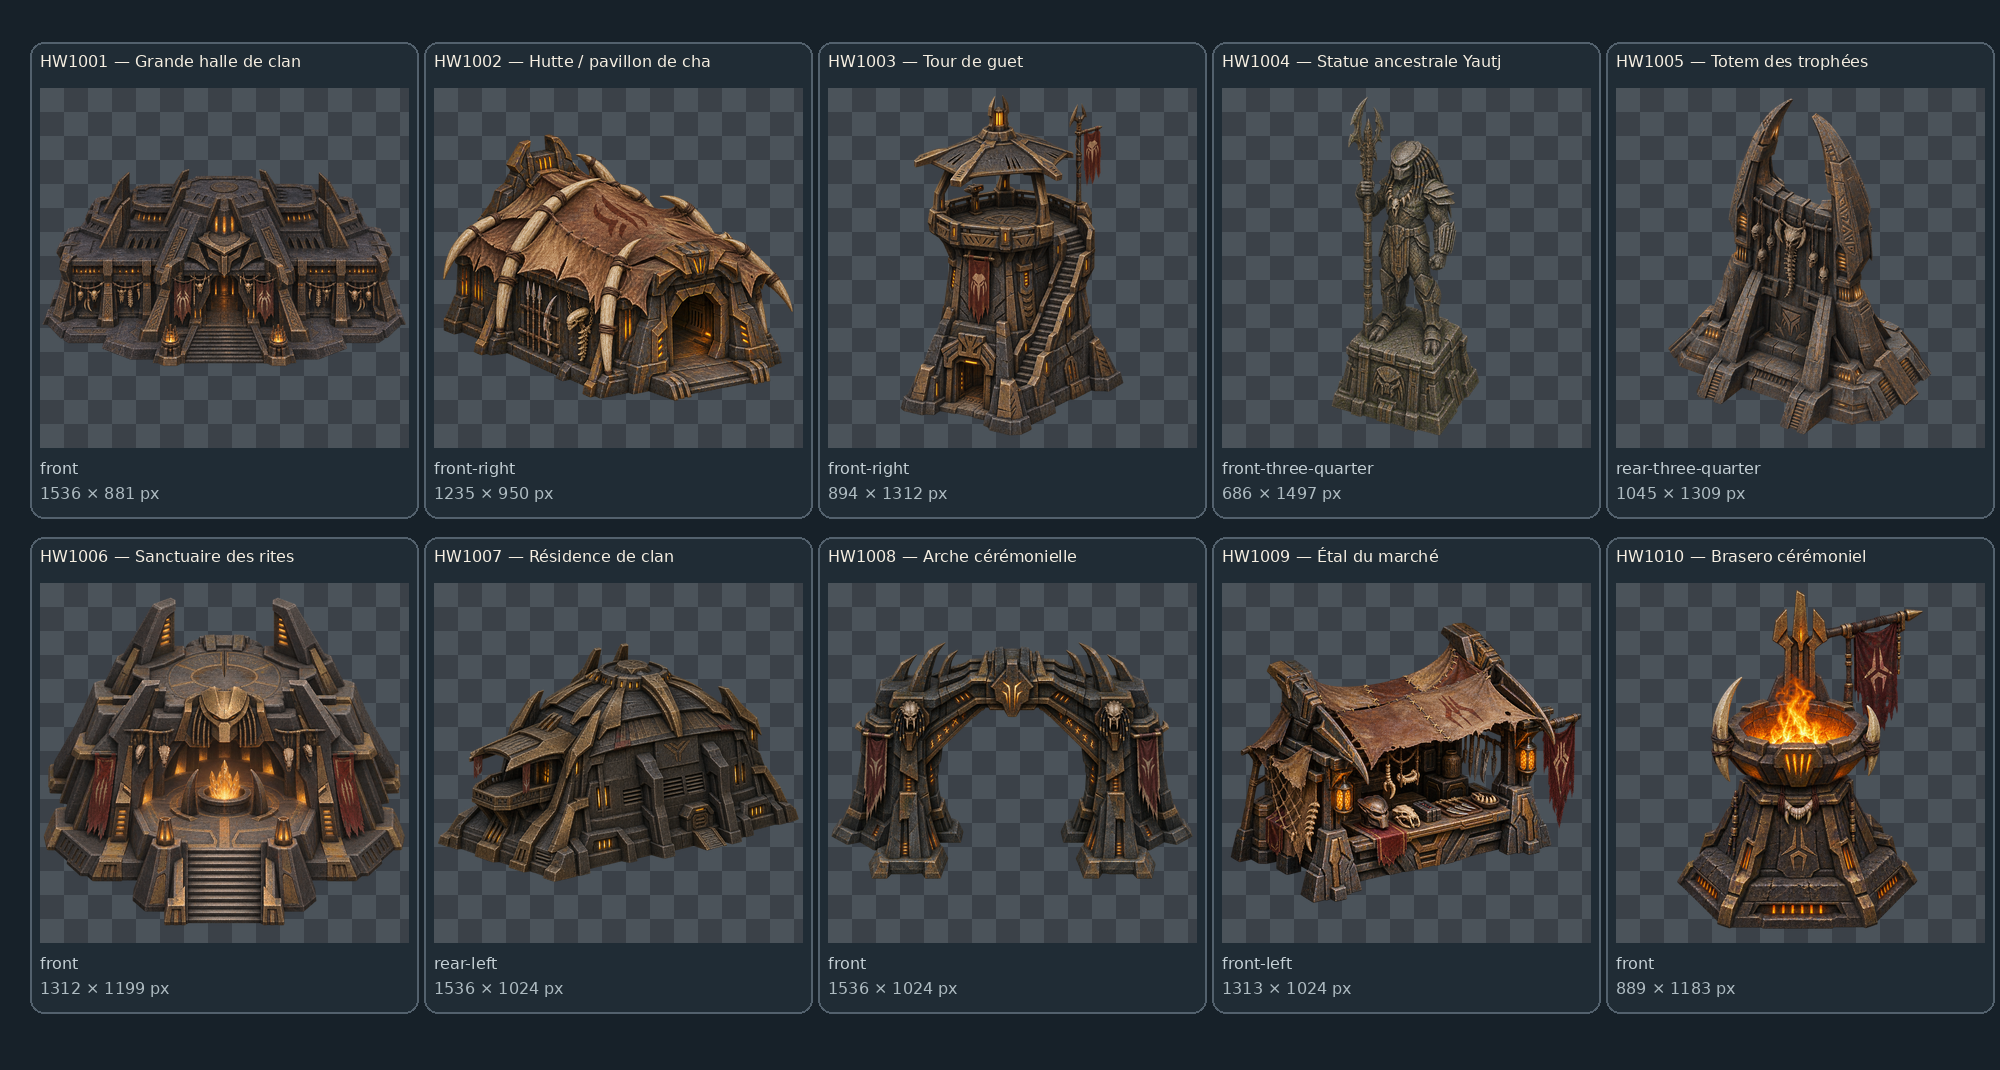 HW1001 — Grande halle de clan
front
1536 × 881 px
HW1002 — Hutte / pavillon de cha
front-right
1235 × 950 px
HW1003 — Tour de guet
front-right
894 × 1312 px
HW1004 — Statue ancestrale Yautj
front-three-quarter
686 × 1497 px
HW1005 — Totem des trophées
rear-three-quarter
1045 × 1309 px
HW1006 — Sanctuaire des rites
front
1312 × 1199 px
HW1007 — Résidence de clan
rear-left
1536 × 1024 px
HW1008 — Arche cérémonielle
front
1536 × 1024 px
HW1009 — Étal du marché
front-left
1313 × 1024 px
HW1010 — Brasero cérémoniel
front
889 × 1183 px